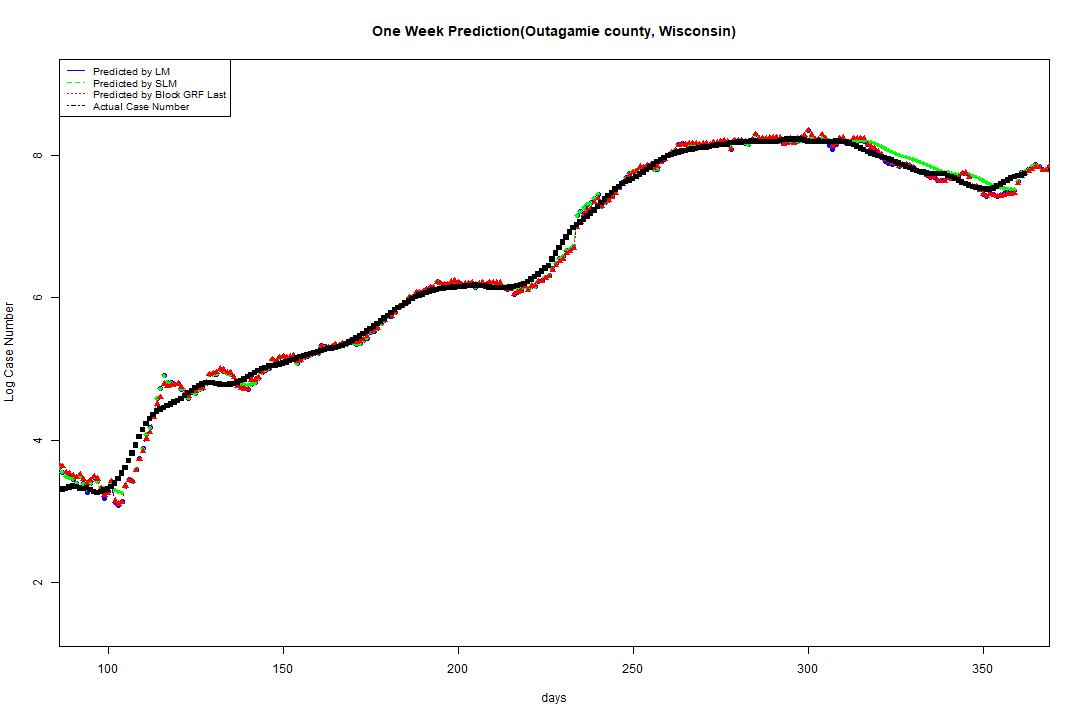 One Week Prediction(Outagamie county, Wisconsin)
Predicted by LM
Predicted by SLM
Predicted by Block GRF Last
Actual Case Number
Log Case Number
8
6
4
2
100 150 200 250 300 350
days